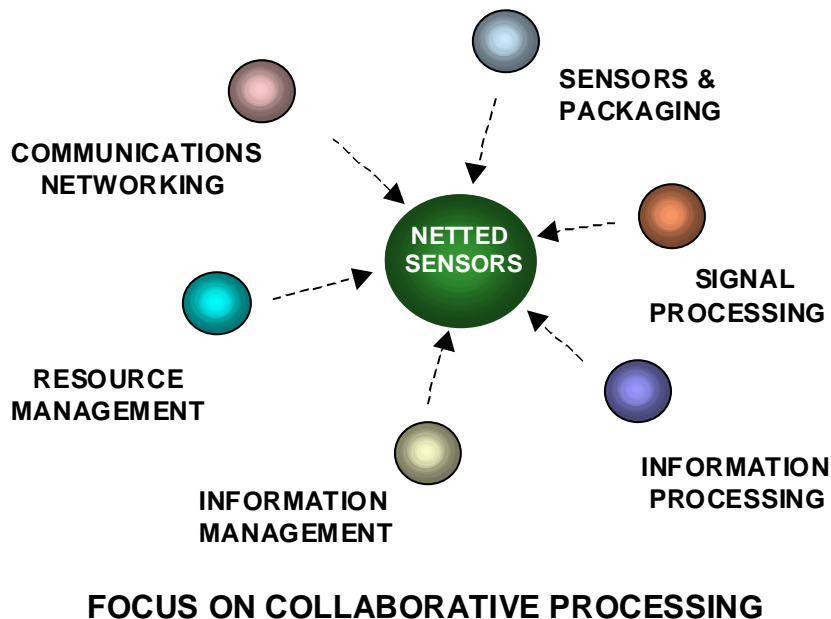 SENSORS &
PACKAGING
COMMUNICATIONS
NETWORKING
NETTED
SENSORS
SIGNAL
PROCESSING
RESOURCE
MANAGEMENT
INFORMATION
PROCESSING
INFORMATION
MANAGEMENT
FOCUS ON COLLABORATIVE PROCESSING